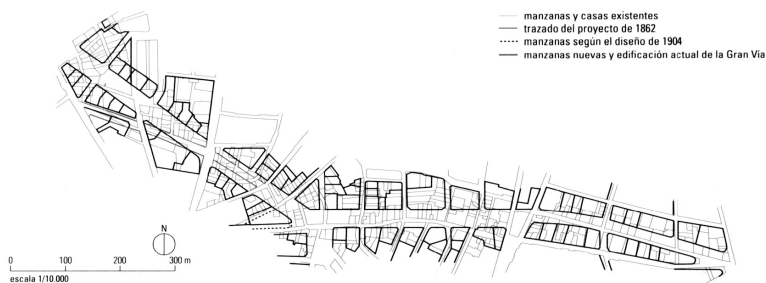 manzanas y casas existentes
trazado del proyecto de 1862
manzanas según el diseño de 1904
manzanas nuevas y edificación actual de la Gran Vía
N
0 100 200 300 m
escala 1/10.000